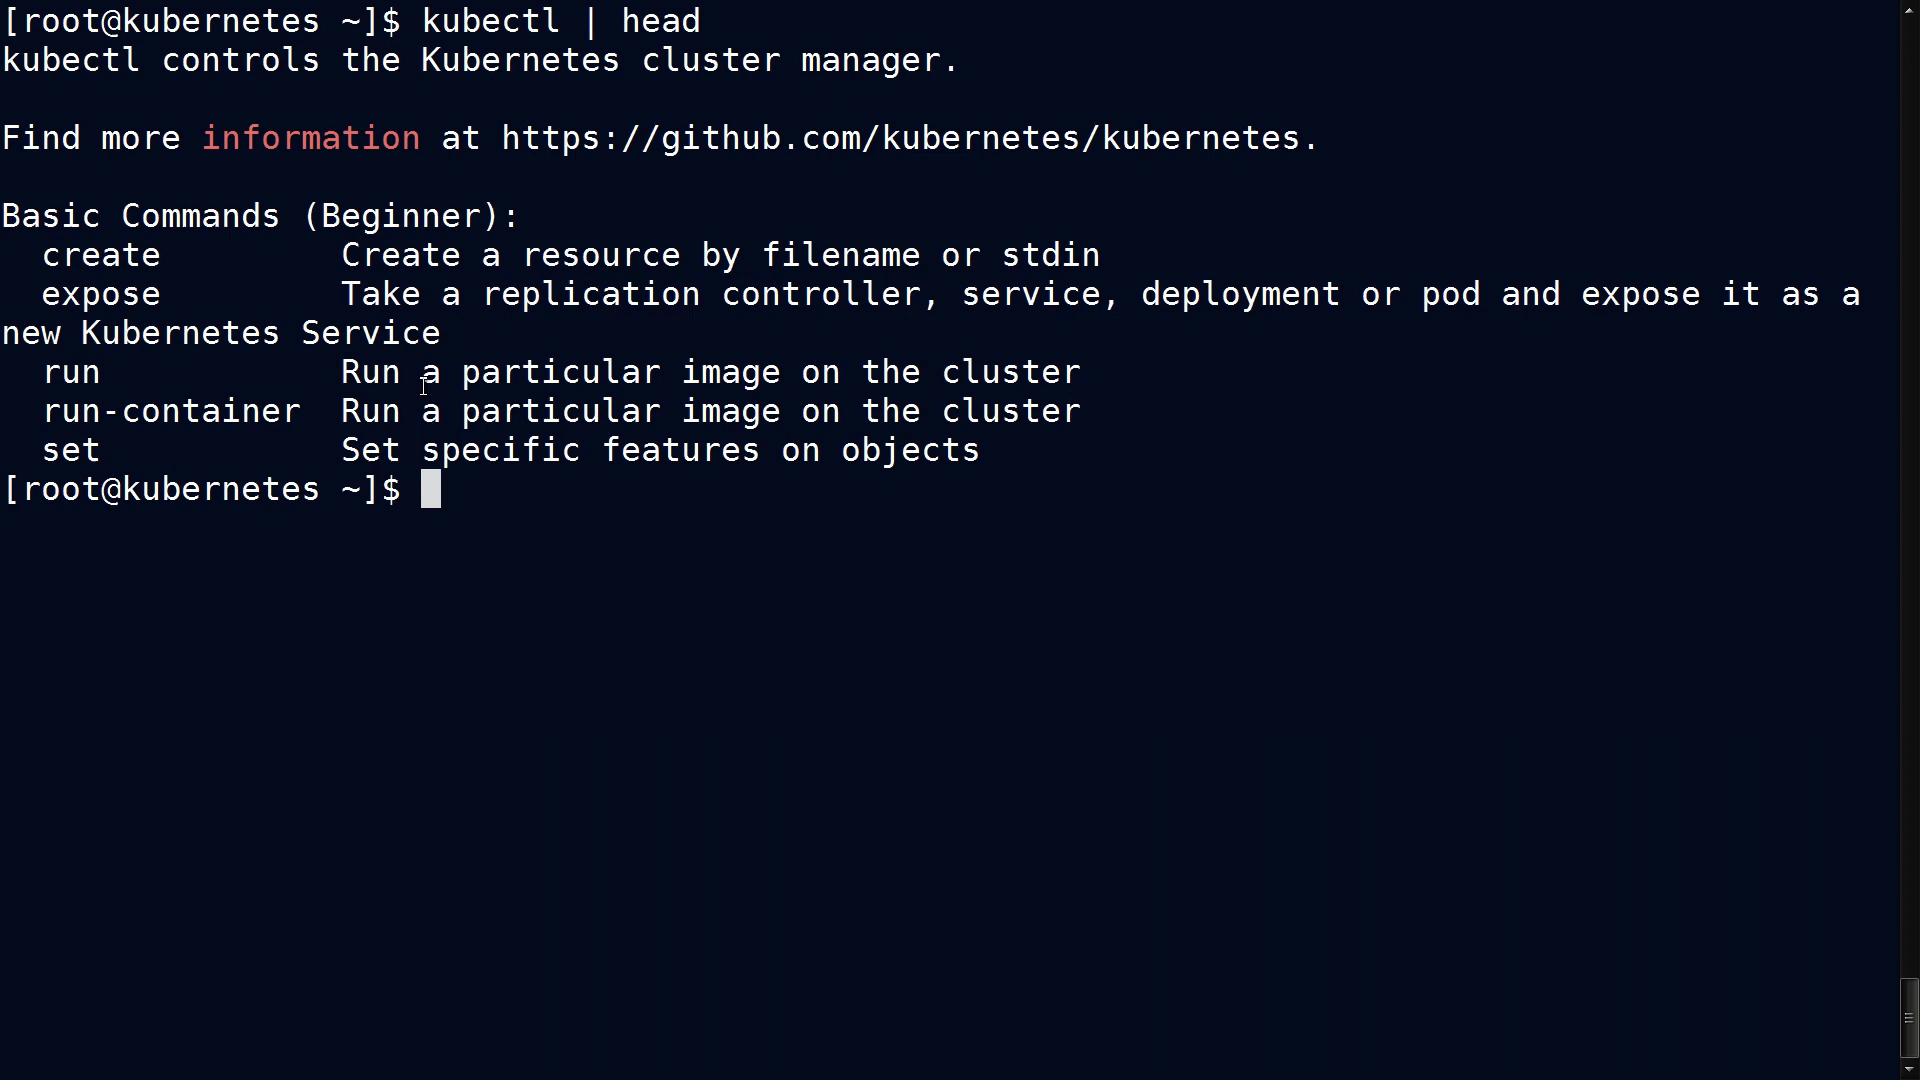 [root@kubernetes ~]$ kubectl | head
kubectl controls the Kubernetes cluster manager.
Find more information at https://github.com/kubernetes/kubernetes.
Basic Commands (Beginner):
  create         Create a resource by filename or stdin
  expose         Take a replication controller, service, deployment or pod and expose it as a
new Kubernetes Service
  run            Run a particular image on the cluster
  run-container  Run a particular image on the cluster
  set            Set specific features on objects
[root@kubernetes ~]$